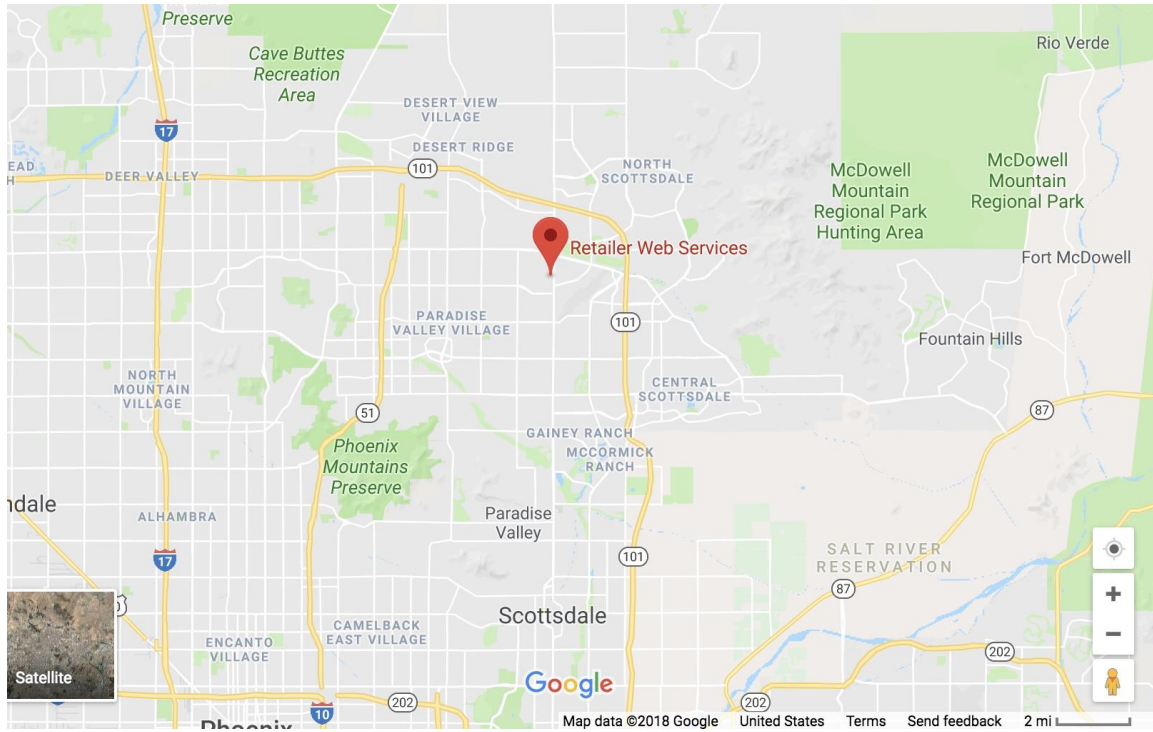 Preserve
Cave Buttes
Recreation
Area
Rio Verde
DESERT VIEW
VILLAGE
17
DESERT RIDGE
101
NORTH
SCOTTSDALE
EAD
H
DEER VALLEY
McDowell
Mountain
Regional Park
Hunting Area
McDowell
Mountain
Regional Park
Retailer Web Services
Fort McDowell
PARADISE
VALLEY VILLAGE
101
Fountain Hills
NORTH
MOUNTAIN
VILLAGE
CENTRAL
SCOTTSDALE
51
87
GAINEY RANCH
MCCORMICK
RANCH
Phoenix
Mountains
Preserve
ndale
ALHAMBRA
Paradise
Valley
17
101
SALT RIVER
RESERVATION
87
Scottsdale
CAMELBACK
EAST VILLAGE
ENCANTO
VILLAGE
202
Satellite
Google
202
202
10
Phoenix
Map data ©2018 Google United States Terms Send feedback 2 mi